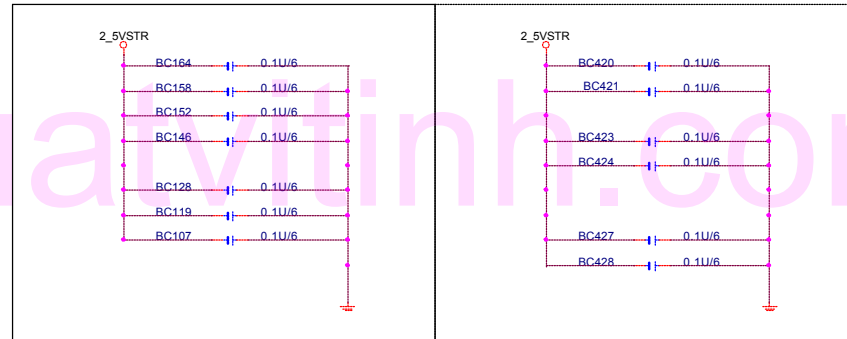 2_5VSTR
BC164 0.1U/6
BC158 0.1U/6
BC152 0.1U/6
BC146 0.1U/6
BC128 0.1U/6
BC119 0.1U/6
BC107 0.1U/6
2_5VSTR
BC420 0.1U/6
BC421 0.1U/6
BC423 0.1U/6
BC424 0.1U/6
BC427 0.1U/6
BC428 0.1U/6